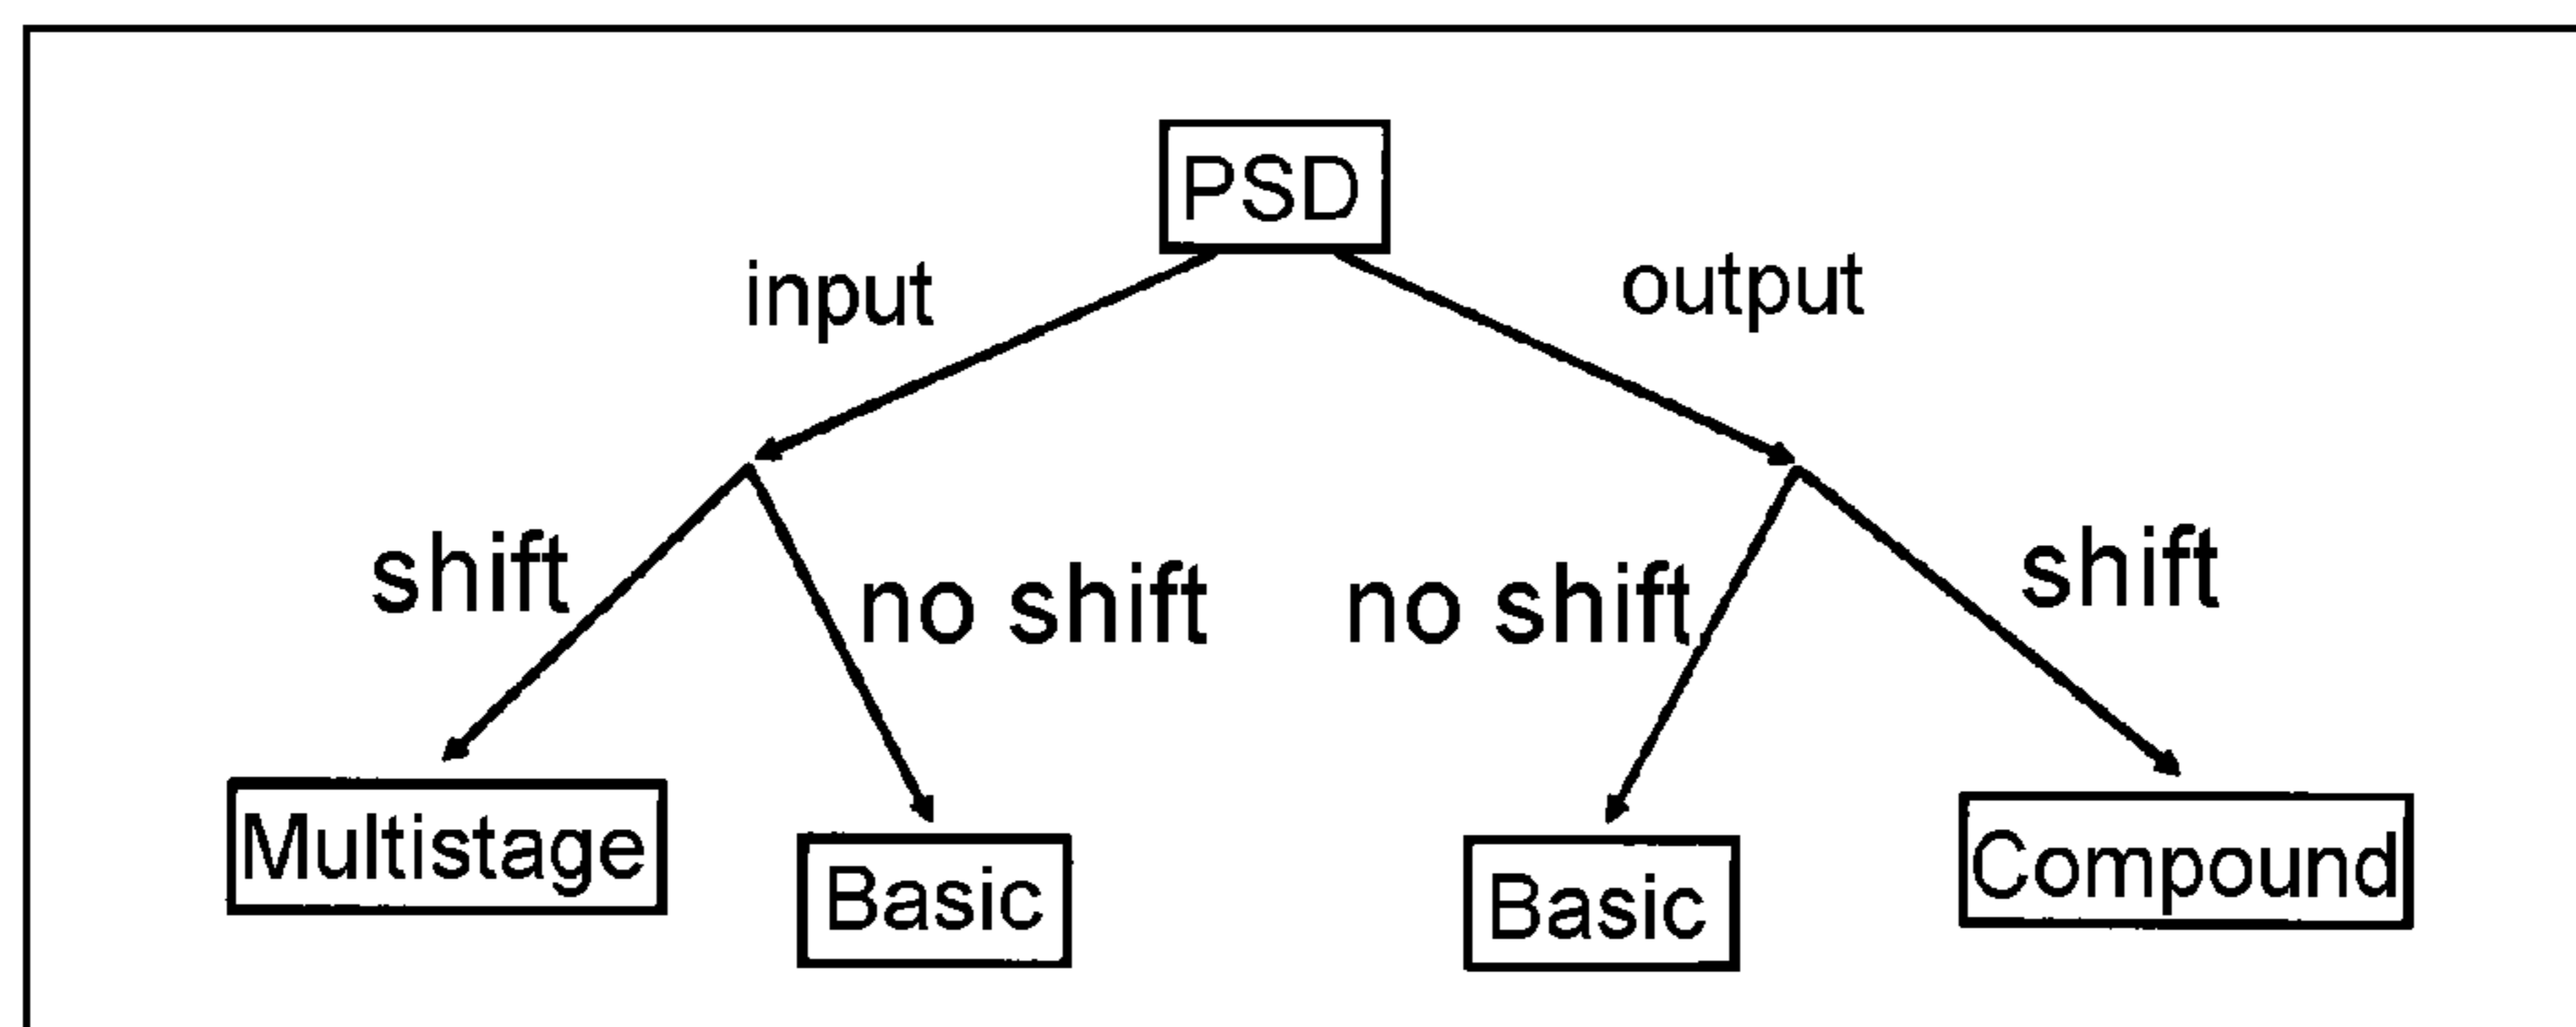 PSD
input
output
shift
no shift
no shift
shift
Multistage
Basic
Basic
Compound